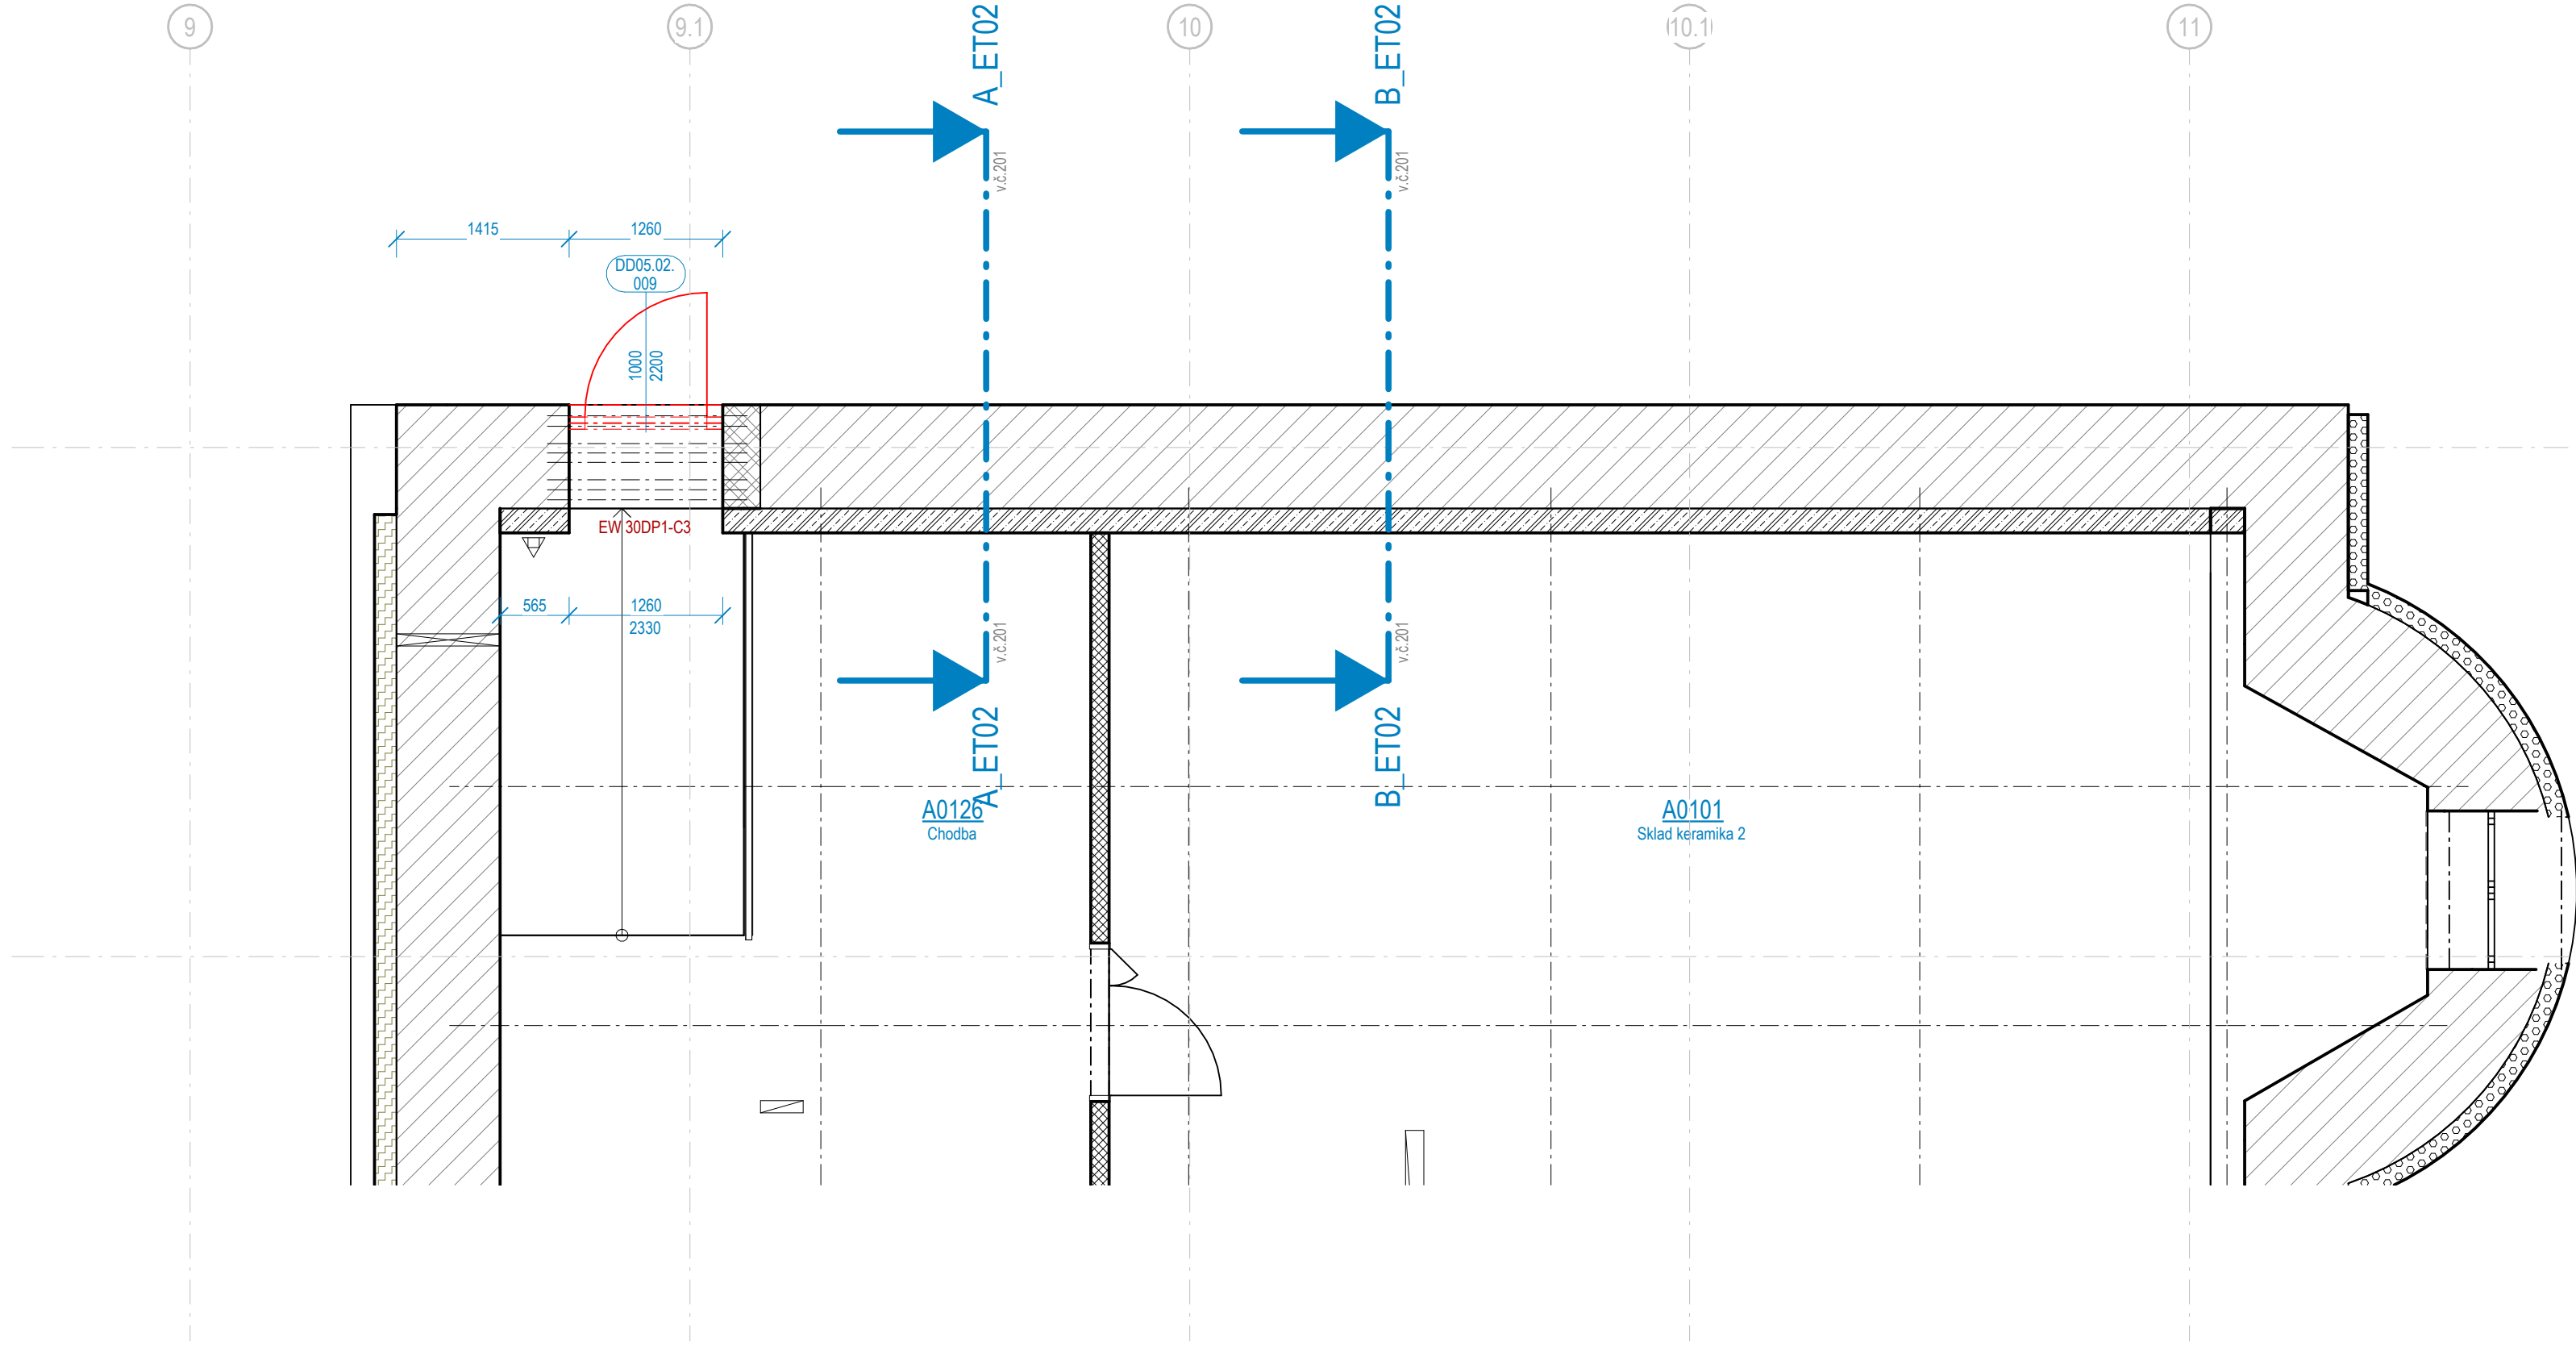 9
9.1
10
10.1
11
A_ET02
B_ET02
v.č.201
v.č.201
1415
1260
DD05.02.
009
1000
2200
EW 30DP1-C3
565
1260
2330
v.č.201
v.č.201
A_ET02
B_ET02
A0126
Chodba
A0101
Sklad keramika 2